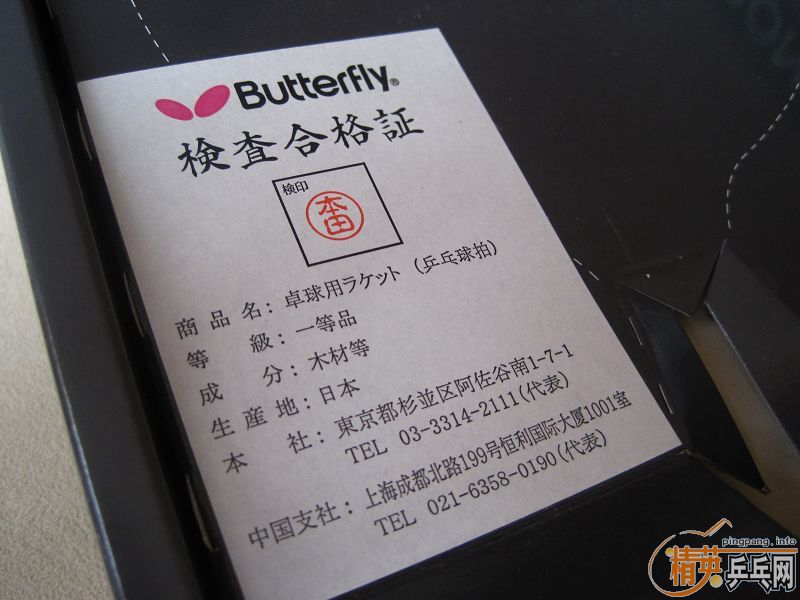 Butterfly®
検査合格証
検印
本田
商品名：卓球用ラケット（乒乓球拍）
等級：一等品
成分：木材等
生産地：日本
本社：東京都杉並区阿佐谷南1-7-1
TEL 03-3314-2111（代表）
中国支社：上海成都北路199号恒利国际大厦1001室
TEL 021-6358-0190（代表）
pingpang.info
精英乒乓网